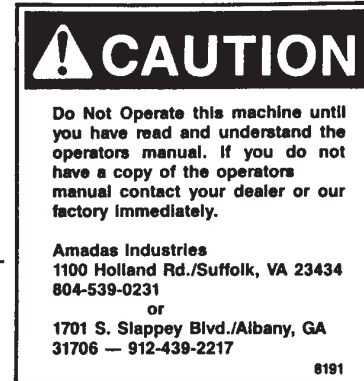 CAUTION
Do Not Operate this machine until
you have read and understand the
operators manual. If you do not
have a copy of the operators
manual contact your dealer or our
factory immediately.
Amadas Industries
1100 Holland Rd./Suffolk, VA 23434
804-539-0231
or
1701 S. Slappey Blvd./Albany, GA
31706 — 912-439-2217
6191